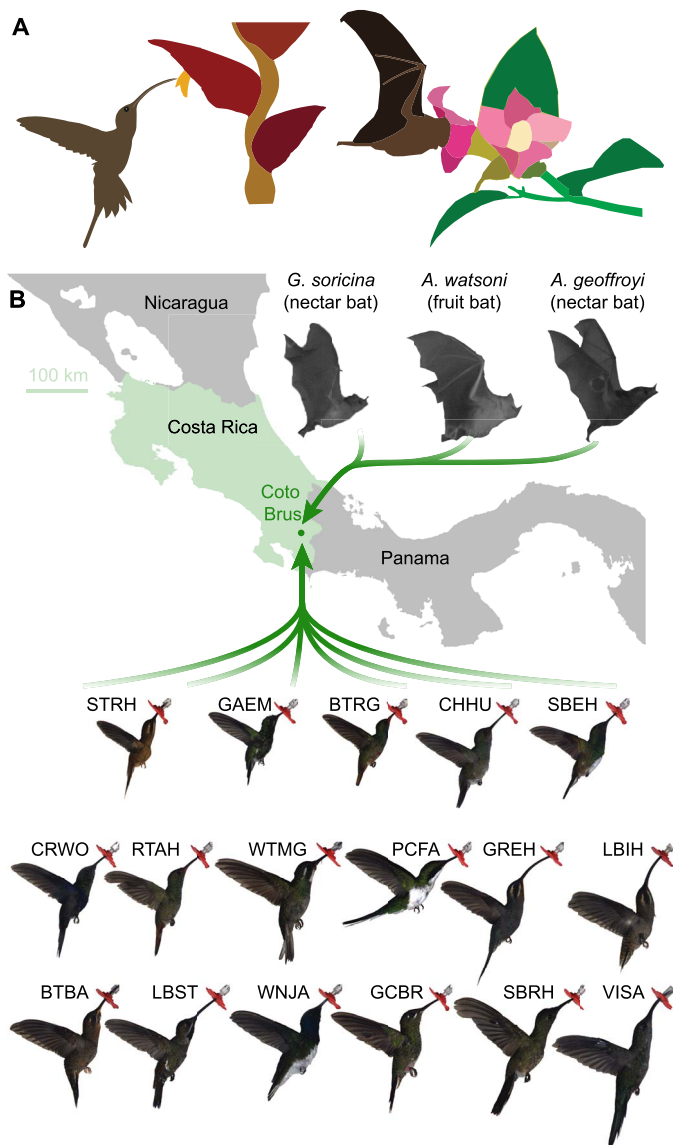 A
B
G. soricina
(nectar bat)
A. watsoni
(fruit bat)
A. geoffroyi
(nectar bat)
Nicaragua
100 km
Costa Rica
Coto
Brus
Panama
STRH
GAEM
BTRG
CHHU
SBEH
CRWO
RTAH
WTMG
PCFA
GREH
LBIH
BTBA
LBST
WNJA
GCBR
SBRH
VISA